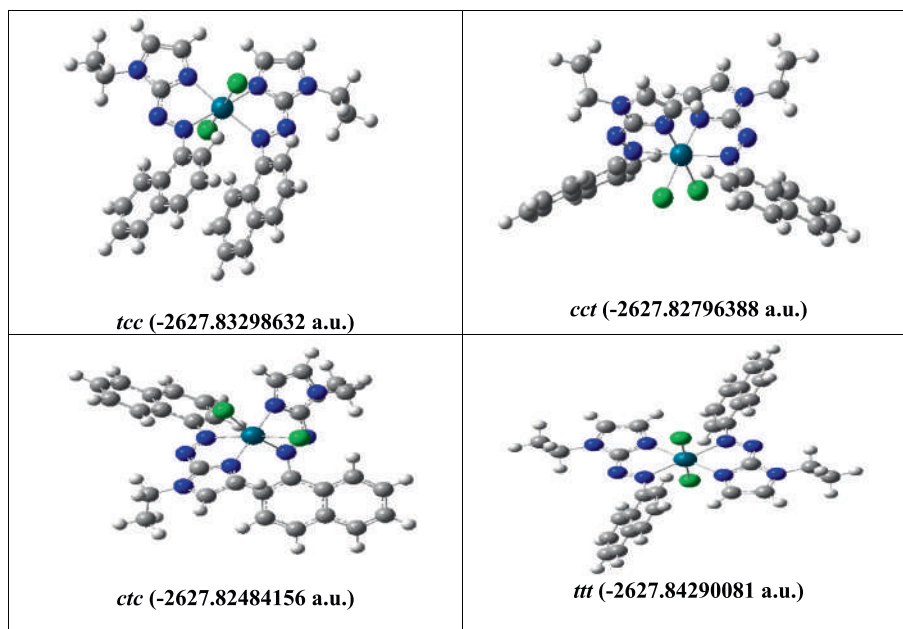 tcc (-2627.83298632 a.u.)
cct (-2627.82796388 a.u.)
ctc (-2627.82484156 a.u.)
ttt (-2627.84290081 a.u.)